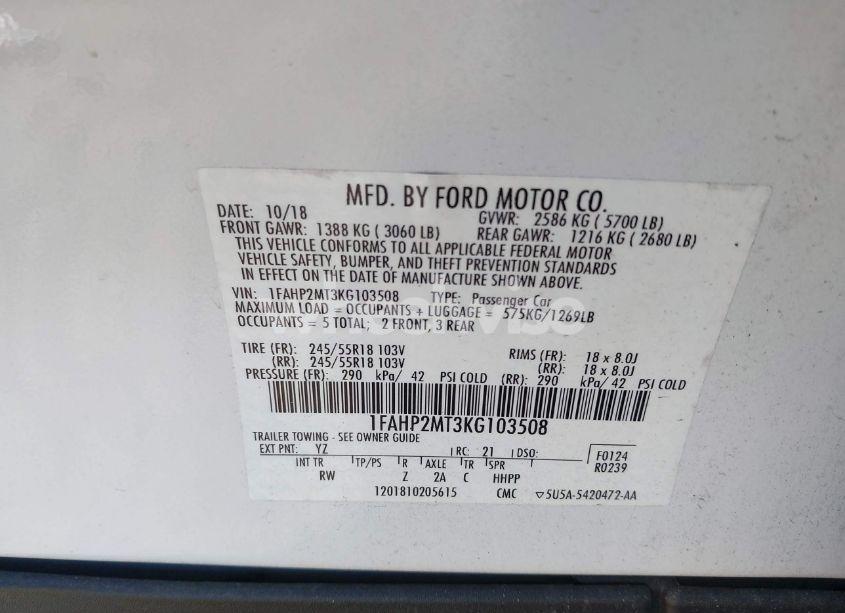 MFD. BY FORD MOTOR CO.
DATE: 10/18 GVWR: 2586 KG ( 5700 LB)
FRONT GAWR: 1388 KG ( 3060 LB) REAR GAWR: 1216 KG ( 2680 LB)
THIS VEHICLE CONFORMS TO ALL APPLICABLE FEDERAL MOTOR
VEHICLE SAFETY, BUMPER, AND THEFT PREVENTION STANDARDS
IN EFFECT ON THE DATE OF MANUFACTURE SHOWN ABOVE.
VIN: 1FAHP2MT3KG103508 TYPE: Passenger Car
MAXIMUM LOAD = OCCUPANTS + LUGGAGE = 575KG/1269LB
OCCUPANTS = 5 TOTAL; 2 FRONT, 3 REAR
TIRE (FR): 245/55R18 103V RIMS (FR): 18 x 8.0J
(RR): 245/55R18 103V (RR): 18 x 8.0J
PRESSURE (FR): 290 kPa/ 42 PSI COLD (RR): 290 kPa/ 42 PSI COLD
1FAHP2MT3KG103508
TRAILER TOWING - SEE OWNER GUIDE
EXT PNT: YZ RC: 21 DSO: F0124
INT TR TP/PS R AXLE TR SPR R0239
RW Z 2A C HHPP
1201810205615 CMC ▽5U5A-5420472-AA